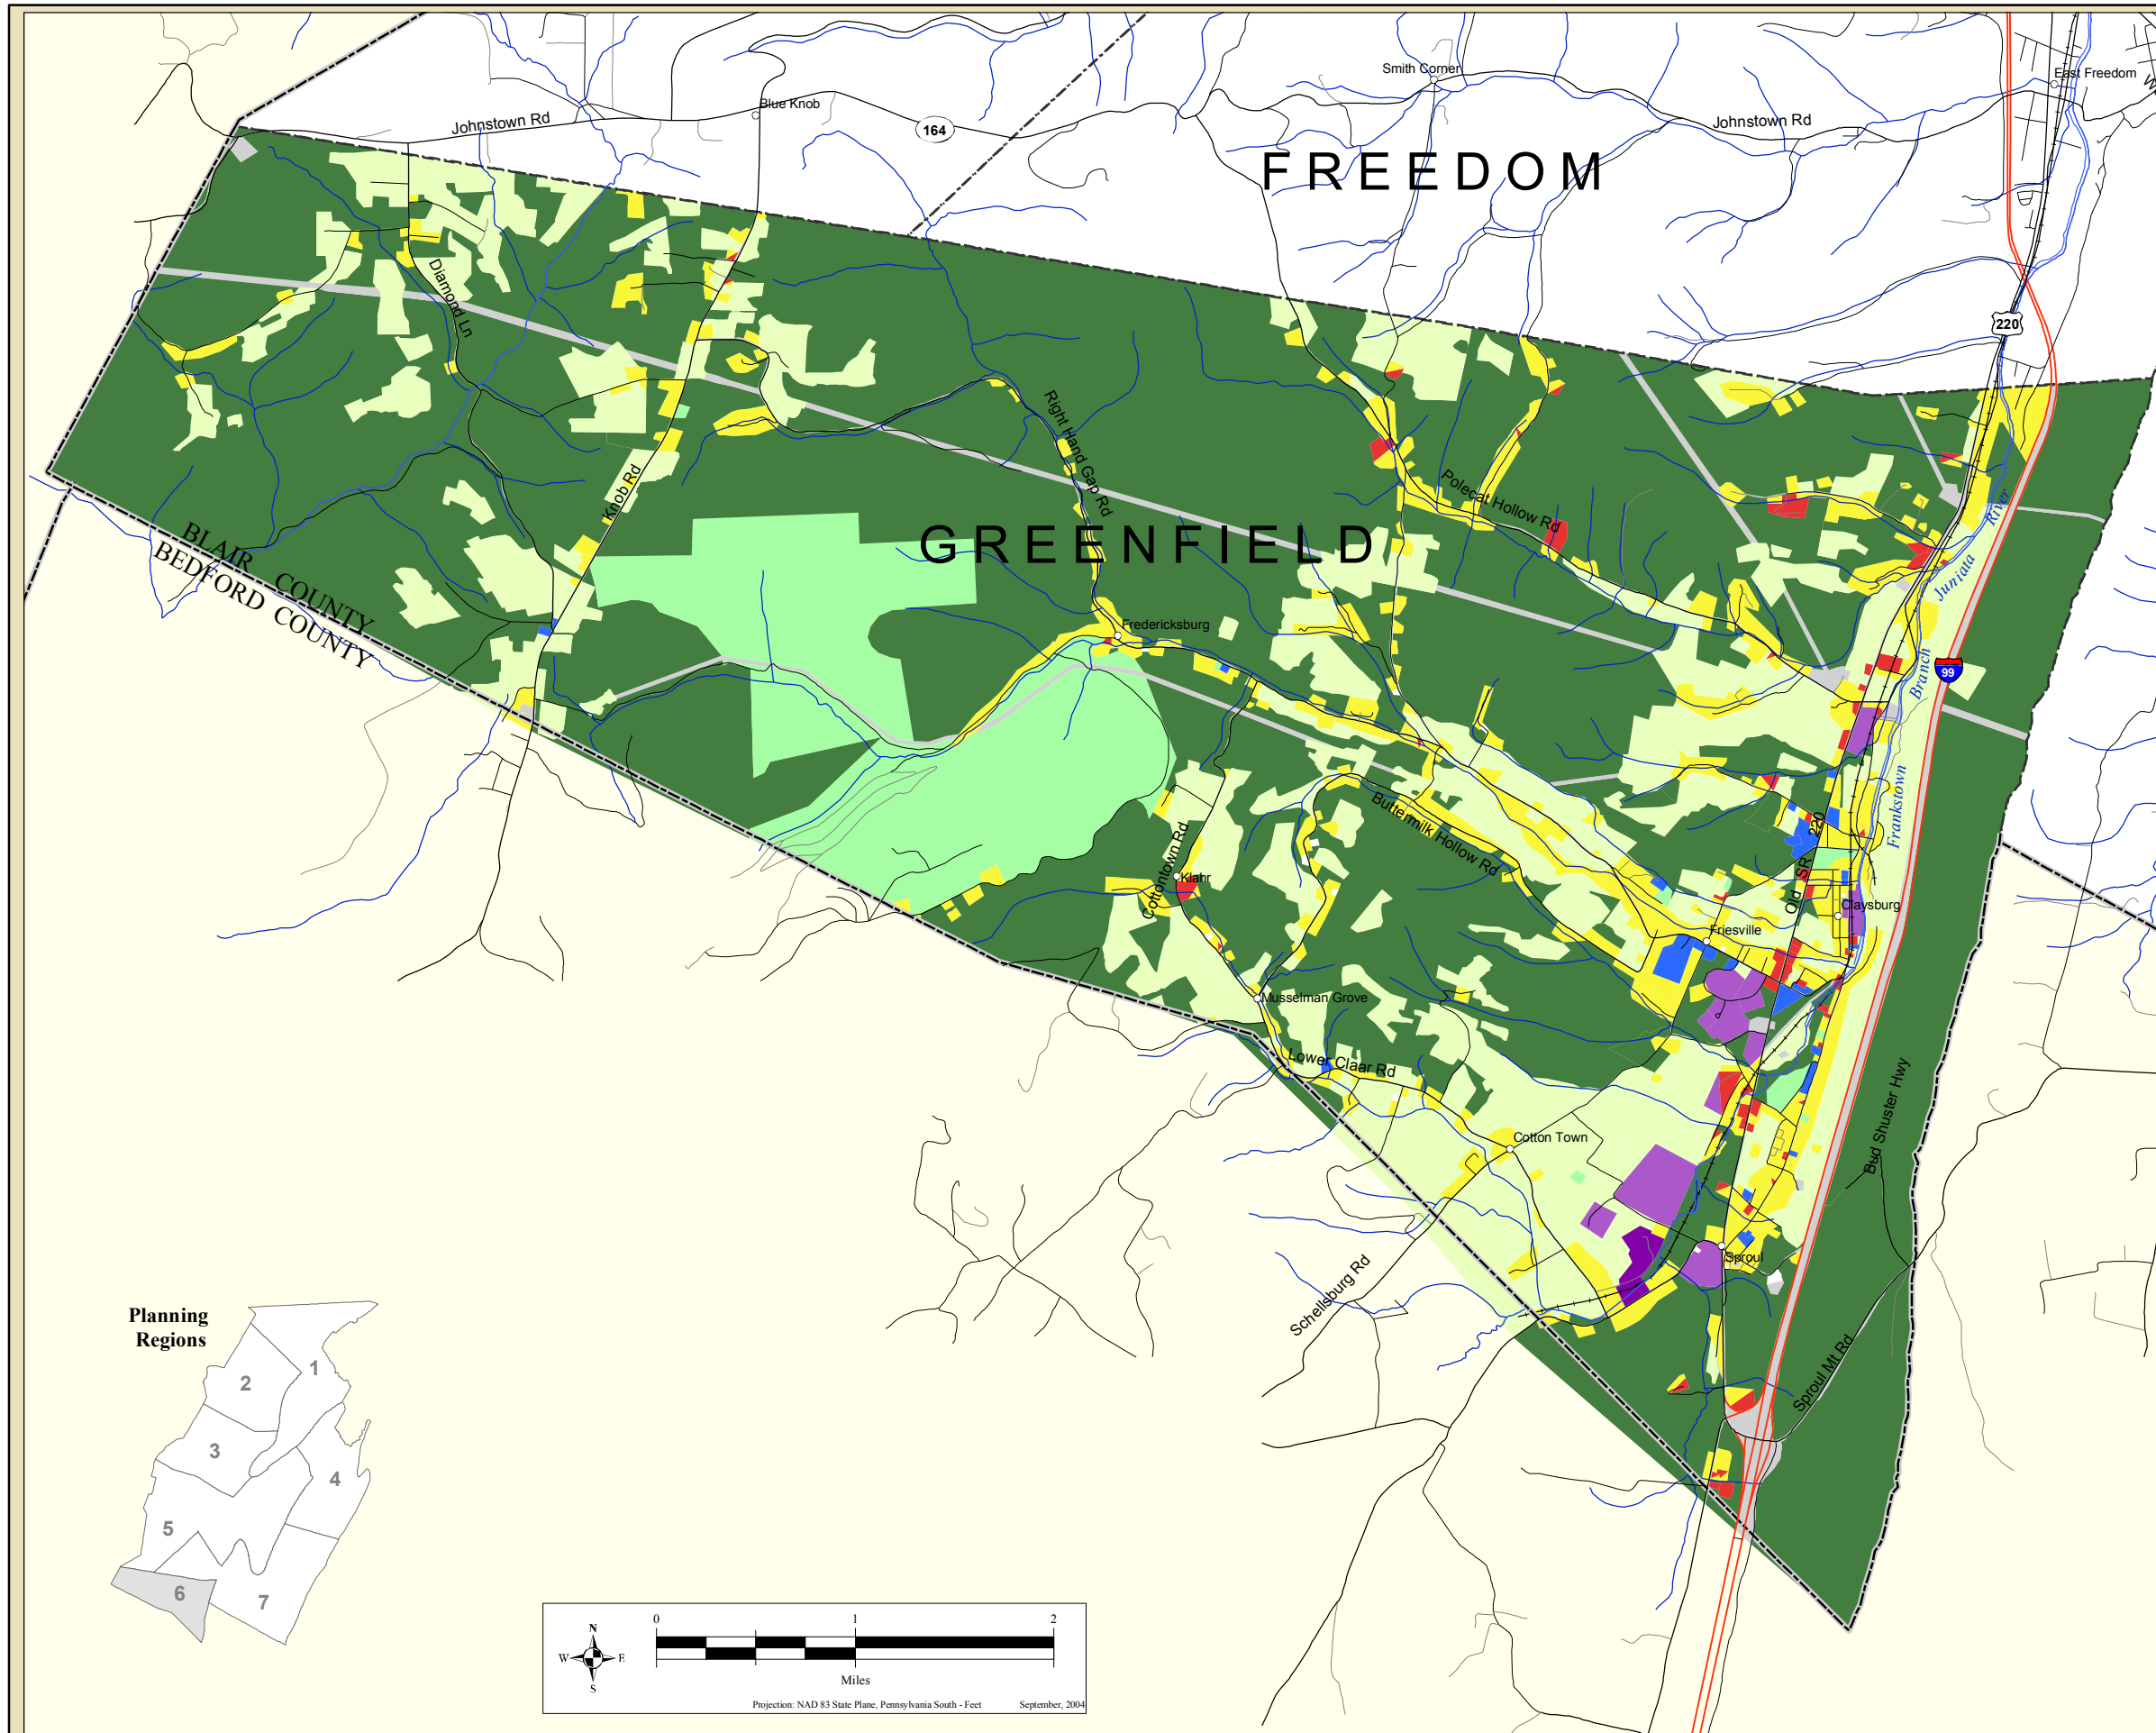 Smith Corner
East Freedom
Blue Knob
Johnstown Rd
164
Johnstown Rd
FREEDOM
220
Diamond Ln
Right Hand Gap Rd
Knob Rd
Polecat Hollow Rd
GREENFIELD
River
Juniata
Branch
Frankstown
BLAIR COUNTY
BEDFORD COUNTY
Fredericksburg
99
Buttermilk Hollow Rd
Cottontown Rd
Klahr
Old SR 220
Claysburg
Friesville
Musselman Grove
Lower Claar Rd
Bud Shuster Hwy
Cotton Town
Sproul
Schellsburg Rd
Sproul Mt Rd
Planning
Regions
1
2
3
4
5
6
7
0 1 2
N
W E
S
Miles
Projection: NAD 83 State Plane, Pennsylvania South - Feet September, 2004